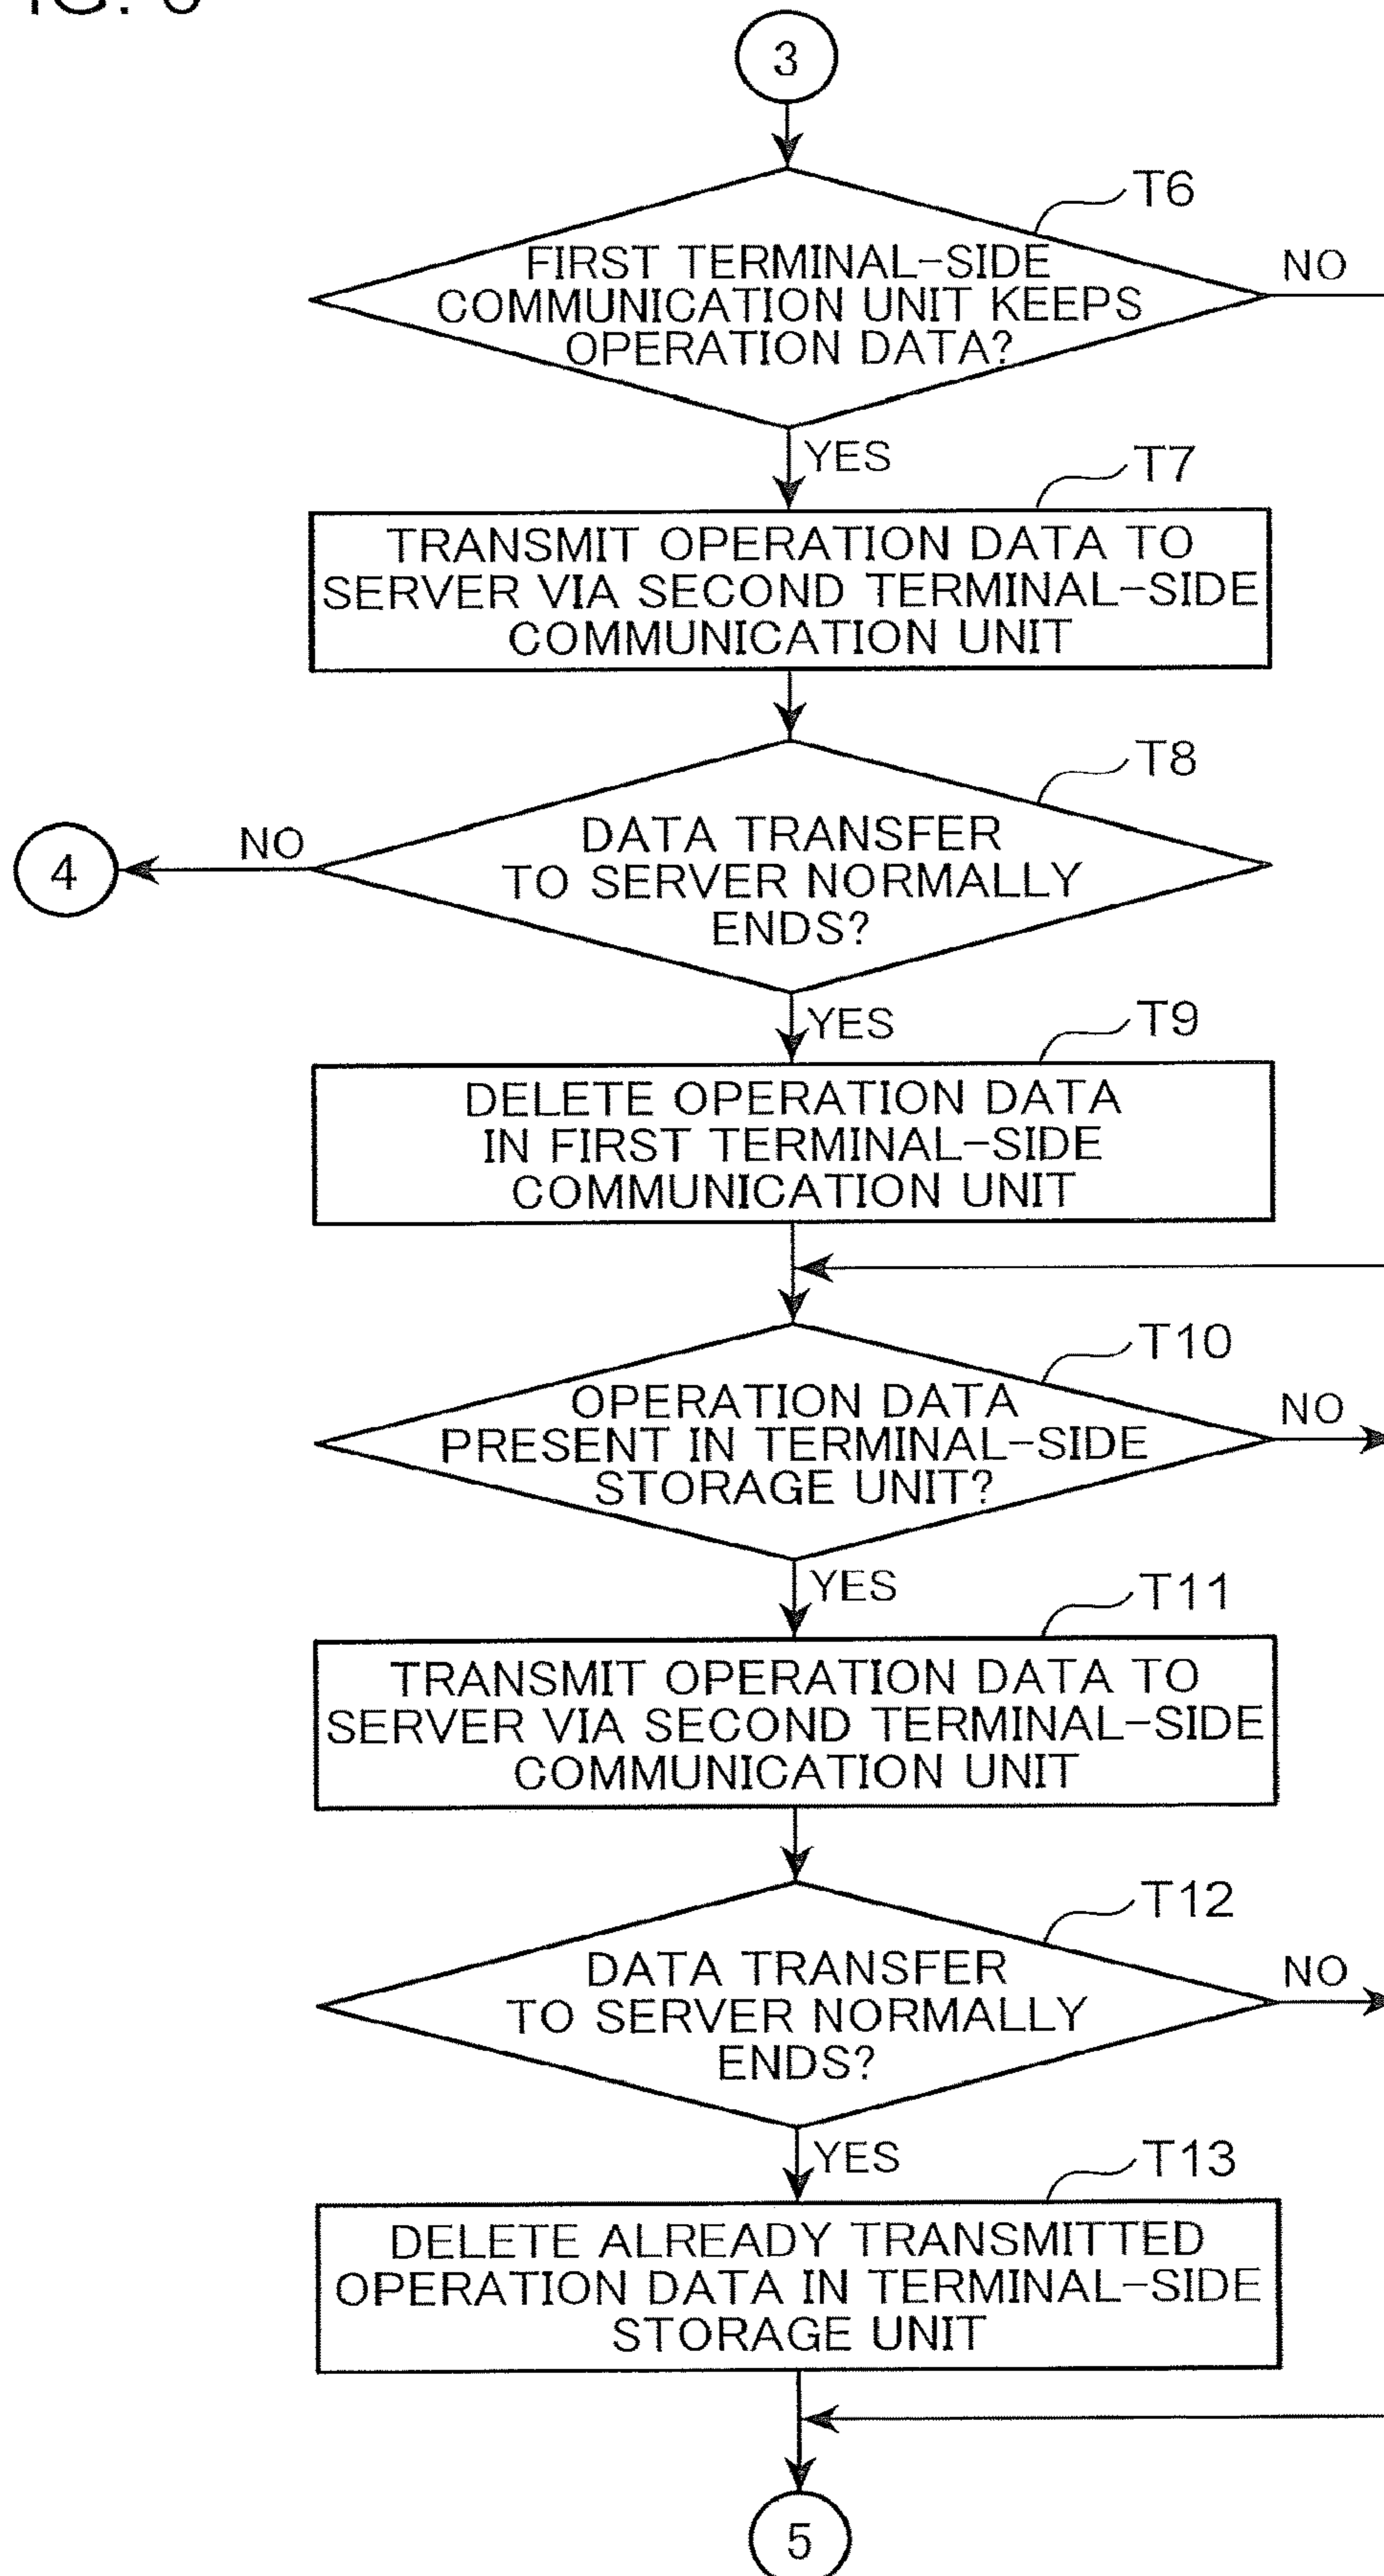 3
T6
FIRST TERMINAL-SIDE
COMMUNICATION UNIT KEEPS
OPERATION DATA?
NO
YES
T7
TRANSMIT OPERATION DATA TO
SERVER VIA SECOND TERMINAL-SIDE
COMMUNICATION UNIT
T8
DATA TRANSFER
TO SERVER NORMALLY
ENDS?
NO
4
YES
T9
DELETE OPERATION DATA
IN FIRST TERMINAL-SIDE
COMMUNICATION UNIT
T10
OPERATION DATA
PRESENT IN TERMINAL-SIDE
STORAGE UNIT?
NO
YES
T11
TRANSMIT OPERATION DATA TO
SERVER VIA SECOND TERMINAL-SIDE
COMMUNICATION UNIT
T12
DATA TRANSFER
TO SERVER NORMALLY
ENDS?
NO
YES
T13
DELETE ALREADY TRANSMITTED
OPERATION DATA IN TERMINAL-SIDE
STORAGE UNIT
5